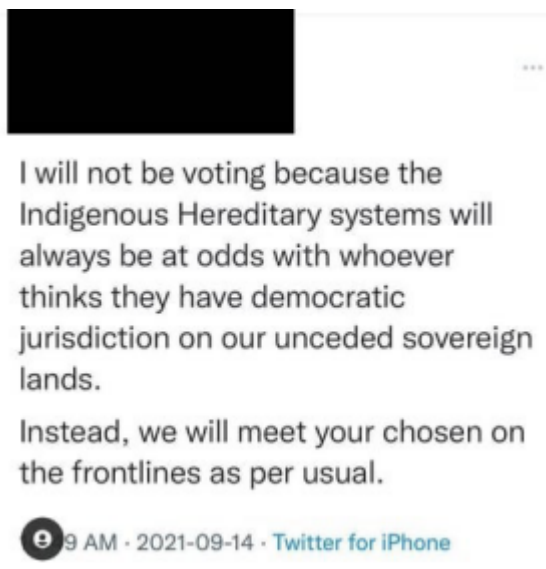 I will not be voting because the
Indigenous Hereditary systems will
always be at odds with whoever
thinks they have democratic
jurisdiction on our unceded sovereign
lands.
Instead, we will meet your chosen on
the frontlines as per usual.
9 AM · 2021-09-14 · Twitter for iPhone